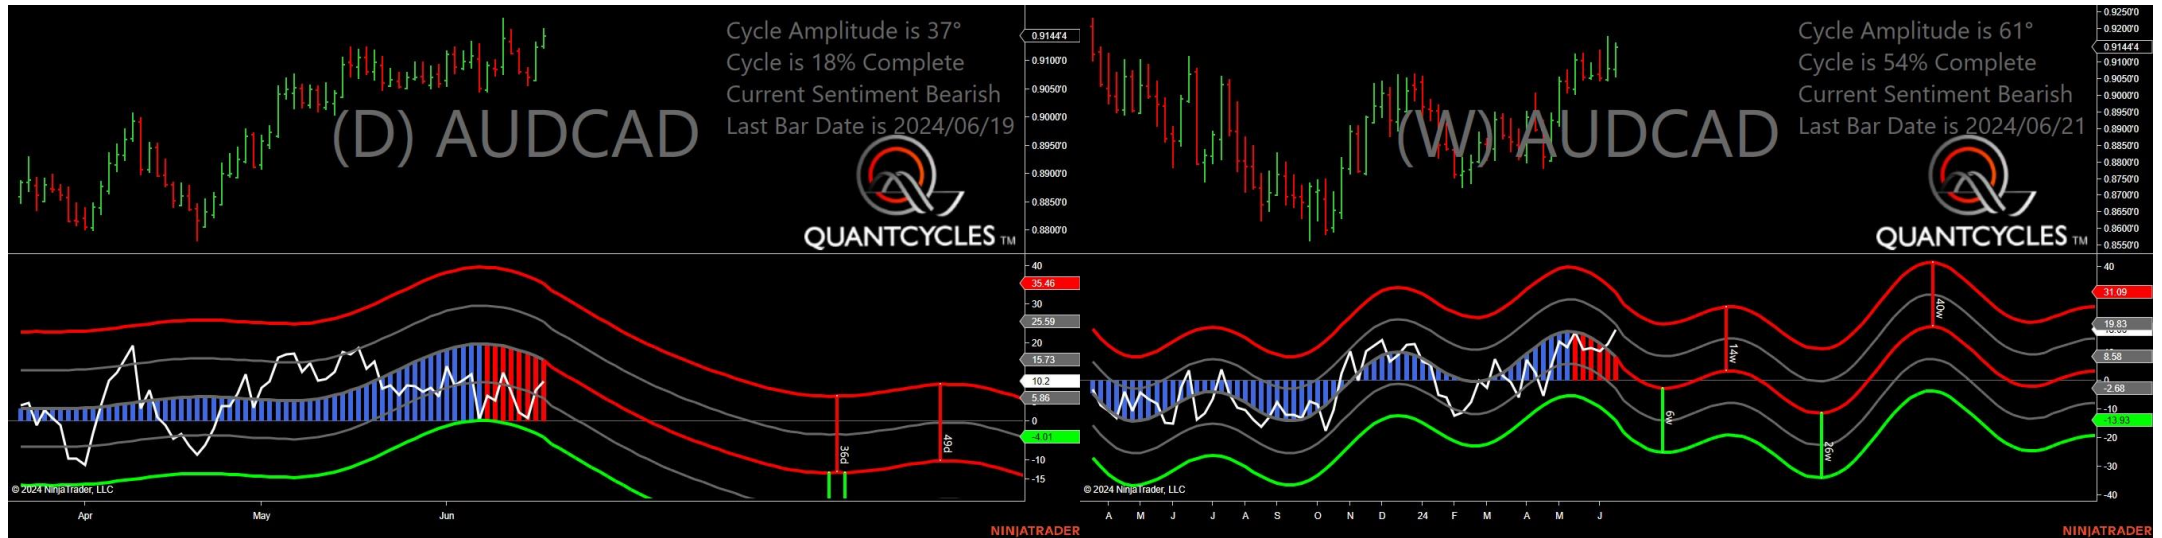 Cycle Amplitude is 37°
Cycle is 18% Complete
Current Sentiment Bearish
Last Bar Date is 2024/06/19
(D) AUDCAD
QUANTCYCLES TM
0.9144'4
0.9100'0
0.9050'0
0.9000'0
0.8950'0
0.8900'0
0.8850'0
0.8800'0
40
35.46
30
25.59
20
15.73
10.2
5.86
0
-4.01
-10
-15
36d
49d
© 2024 NinjaTrader, LLC
Apr May Jun
NINJATRADER
Cycle Amplitude is 61°
Cycle is 54% Complete
Current Sentiment Bearish
Last Bar Date is 2024/06/21
(W) AUDCAD
QUANTCYCLES TM
0.9250'0
0.9200'0
0.9144'4
0.9100'0
0.9050'0
0.9000'0
0.8950'0
0.8900'0
0.8850'0
0.8800'0
0.8750'0
0.8700'0
0.8650'0
0.8600'0
0.8550'0
40
31.09
19.83
8.58
0
-2.68
-10
-13.93
-20
-30
-40
6w
14w
26w
40w
© 2024 NinjaTrader, LLC
A M J J A S O N D 24 F M A M J
NINJATRADER